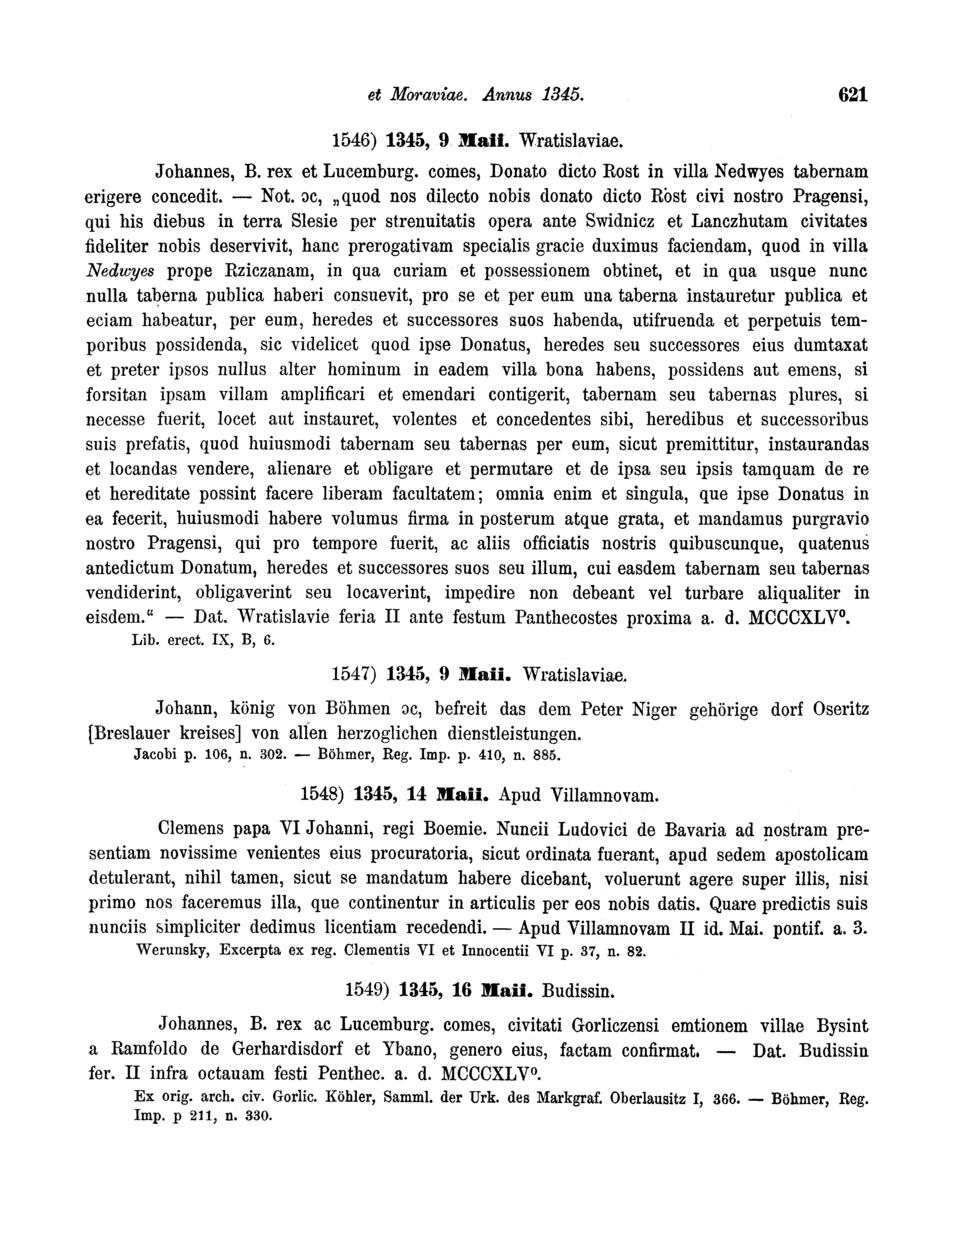 et Moraviae. Annus 1345. 621
1546) 1345, 9 Maii. Wratislaviae.
Johannes, B. rex et Lucemburg. comes, Donato dicto Rost in villa Nedwyes tabernam
erigere concedit. — Not. ɔc, „quod nos dilecto nobis donato dicto Rost civi nostro Pragensi,
qui his diebus in terra Slesie per strenuitatis opera ante Swidnicz et Lanczhutam civitates
fideliter nobis deservivit, hanc prerogativam specialis gracie duximus faciendam, quod in villa
Nedwyes prope Rziczanam, in qua curiam et possessionem obtinet, et in qua usque nunc
nulla taberna publica haberi consuevit, pro se et per eum una taberna instauretur publica et
eciam habeatur, per eum, heredes et successores suos habenda, utifruenda et perpetuis tem-
poribus possidenda, sic videlicet quod ipse Donatus, heredes seu successores eius dumtaxat
et preter ipsos nullus alter hominum in eadem villa bona habens, possidens aut emens, si
forsitan ipsam villam amplificari et emendari contigerit, tabernam seu tabernas plures, si
necesse fuerit, locet aut instauret, volentes et concedentes sibi, heredibus et successoribus
suis prefatis, quod huiusmodi tabernam seu tabernas per eum, sicut premittitur, instaurandas
et locandas vendere, alienare et obligare et permutare et de ipsa seu ipsis tamquam de re
et hereditate possint facere liberam facultatem; omnia enim et singula, que ipse Donatus in
ea fecerit, huiusmodi habere volumus firma in posterum atque grata, et mandamus purgravio
nostro Pragensi, qui pro tempore fuerit, ac aliis officiatis nostris quibuscunque, quatenus
antedictum Donatum, heredes et successores suos seu illum, cui easdem tabernam seu tabernas
vendiderint, obligaverint seu locaverint, impedire non debeant vel turbare aliqualiter in
eisdem.“ — Dat. Wratislavie feria II ante festum Panthecostes proxima a. d. MCCCXLV⁰.
Lib. erect. IX, B, 6.
1547) 1345, 9 Maii. Wratislaviae.
Johann, könig von Böhmen ɔc, befreit das dem Peter Niger gehörige dorf Oseritz
[Breslauer kreises] von allen herzoglichen dienstleistungen.
Jacobi p. 106, n. 302. — Böhmer, Reg. Imp. p. 410, n. 885.
1548) 1345, 14 Maii. Apud Villamnovam.
Clemens papa VI Johanni, regi Boemie. Nuncii Ludovici de Bavaria ad nostram pre-
sentiam novissime venientes eius procuratoria, sicut ordinata fuerant, apud sedem apostolicam
detulerant, nihil tamen, sicut se mandatum habere dicebant, voluerunt agere super illis, nisi
primo nos faceremus illa, que continentur in articulis per eos nobis datis. Quare predictis suis
nunciis simpliciter dedimus licentiam recedendi. — Apud Villamnovam II id. Mai. pontif. a. 3.
Werunsky, Excerpta ex reg. Clementis VI et Innocentii VI p. 37, n. 82.
1549) 1345, 16 Maii. Budissin.
Johannes, B. rex ac Lucemburg. comes, civitati Gorliczensi emtionem villae Bysint
a Ramfoldo de Gerhardisdorf et Ybano, genero eius, factam confirmat. — Dat. Budissin
fer. II infra octauam festi Penthec. a. d. MCCCXLV⁰.
Ex orig. arch. civ. Gorlic. Köhler, Samml. der Urk. des Markgraf. Oberlausitz I, 366. — Böhmer, Reg.
Imp. p 211, n. 330.